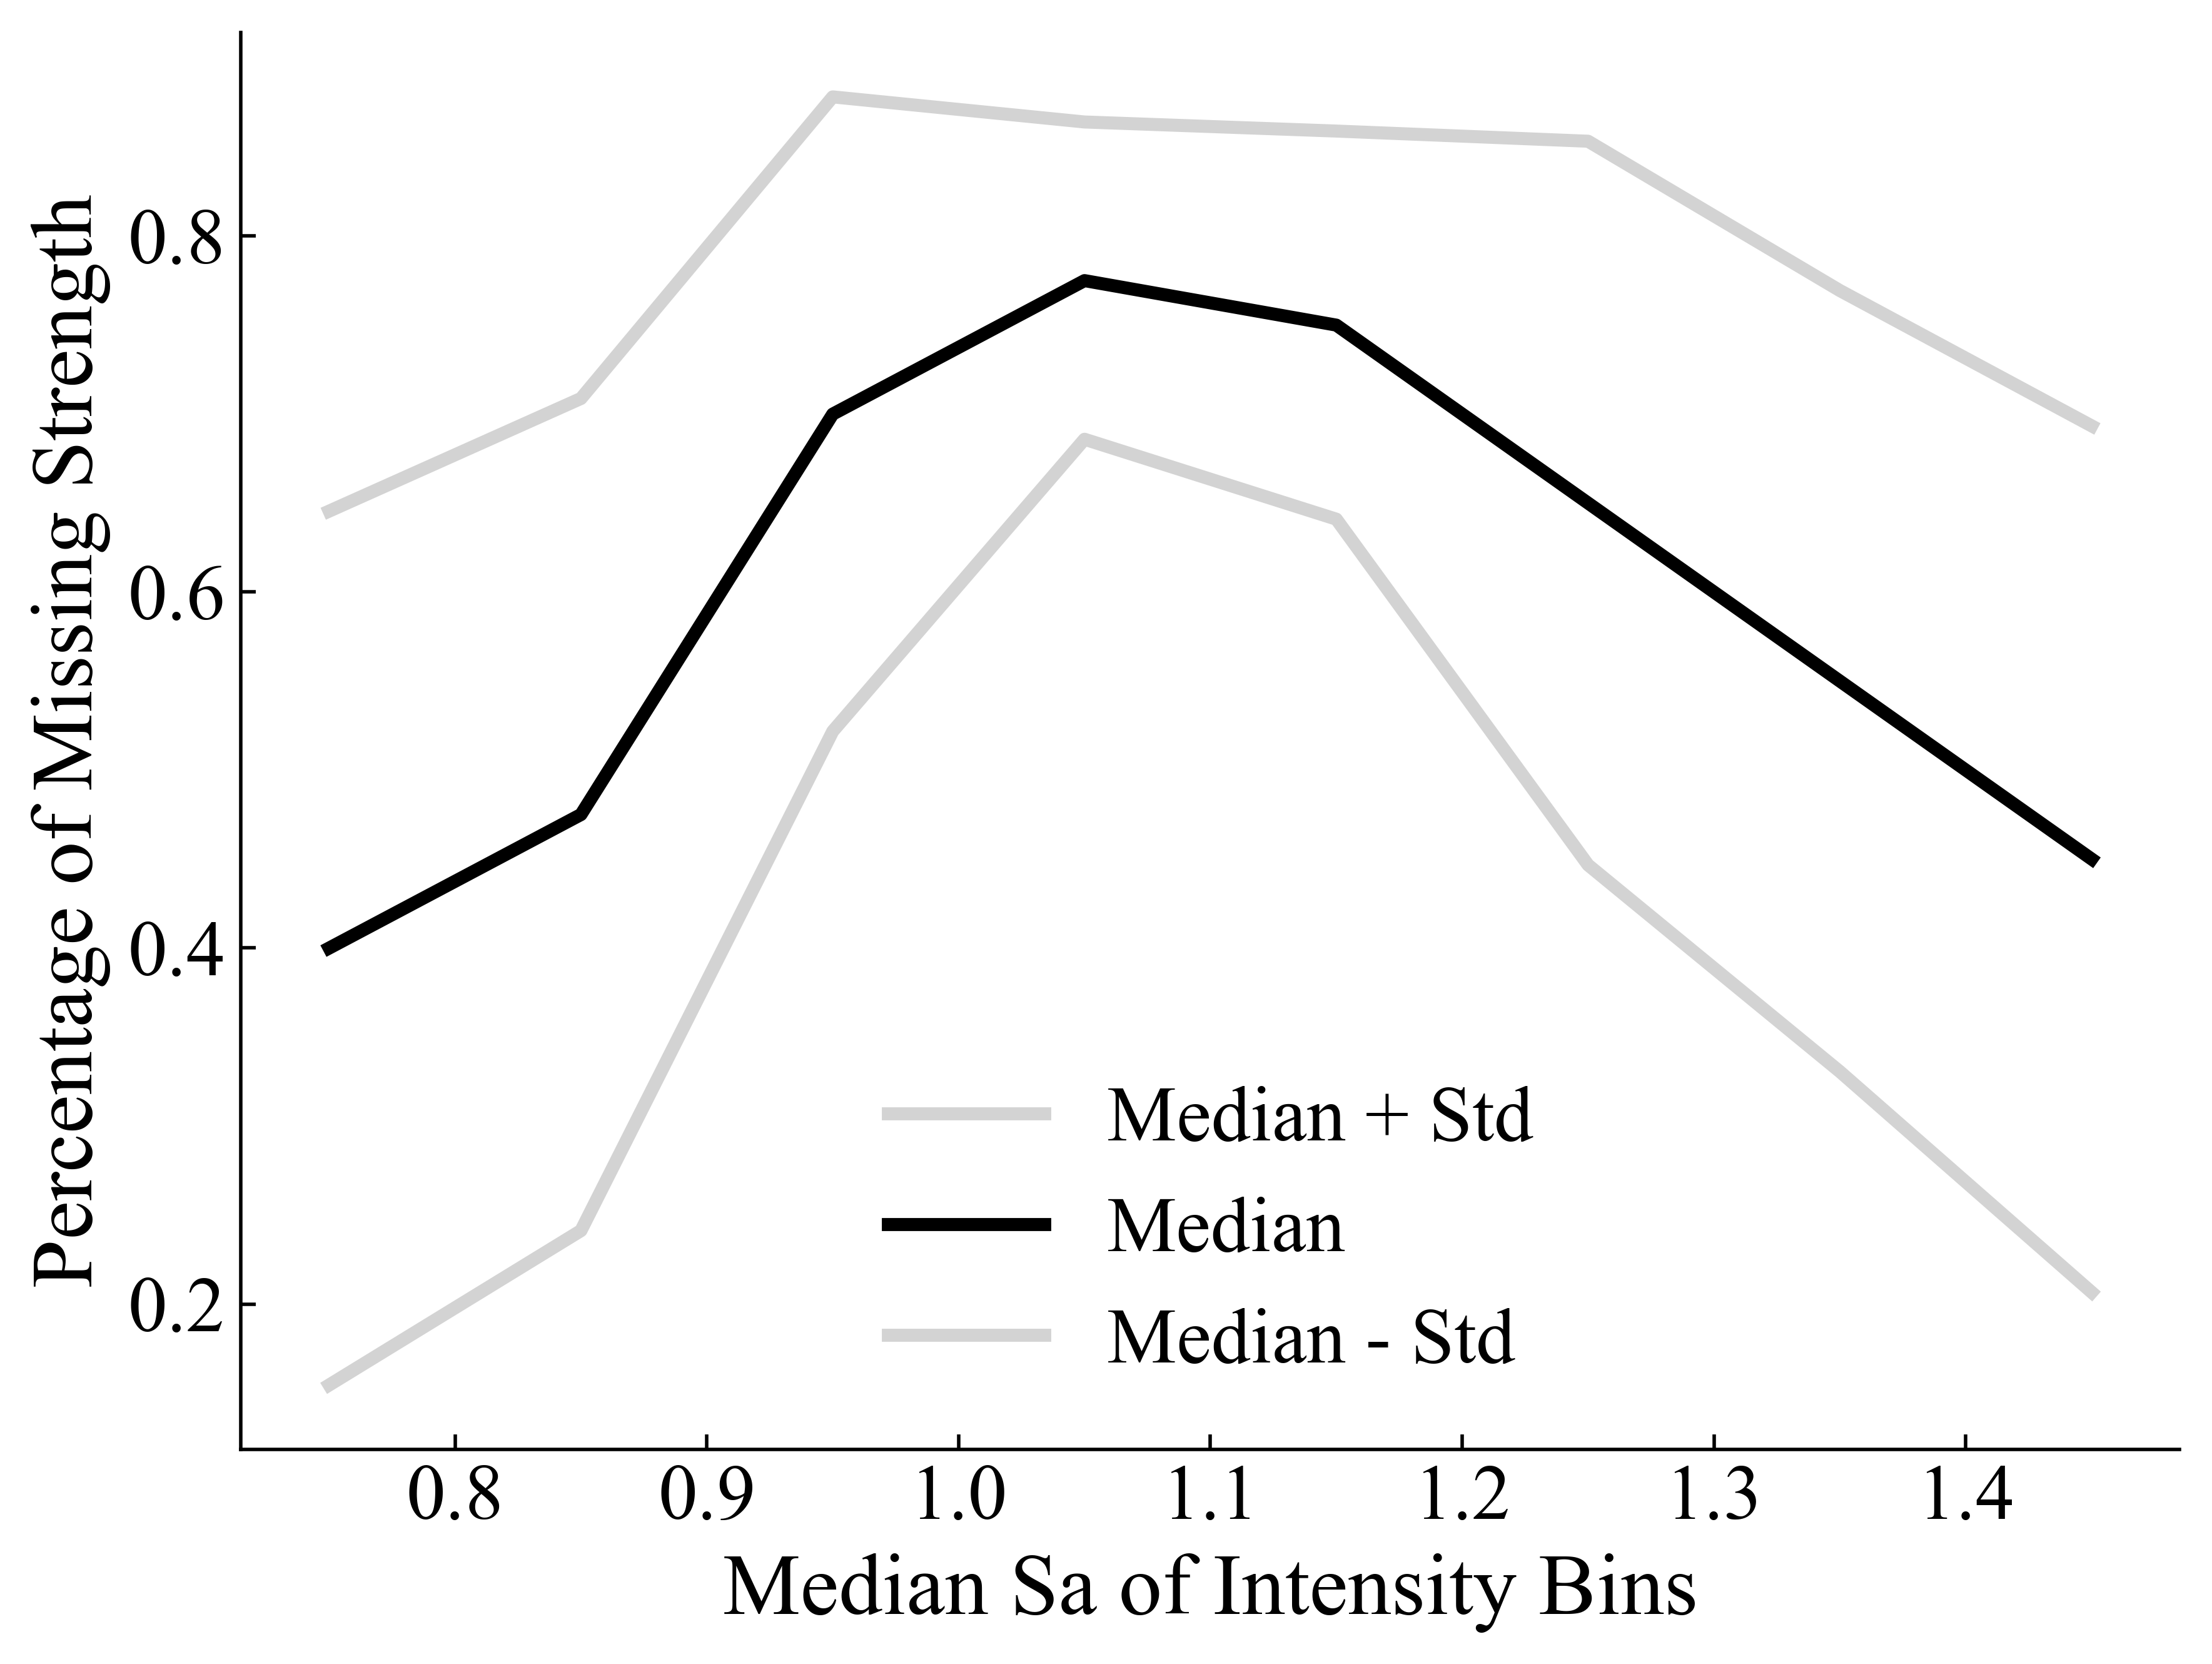 Percentage of Missing Strength
0.8
0.6
0.4
0.2
Median + Std
Median
Median - Std
0.8 0.9 1.0 1.1 1.2 1.3 1.4
Median Sa of Intensity Bins